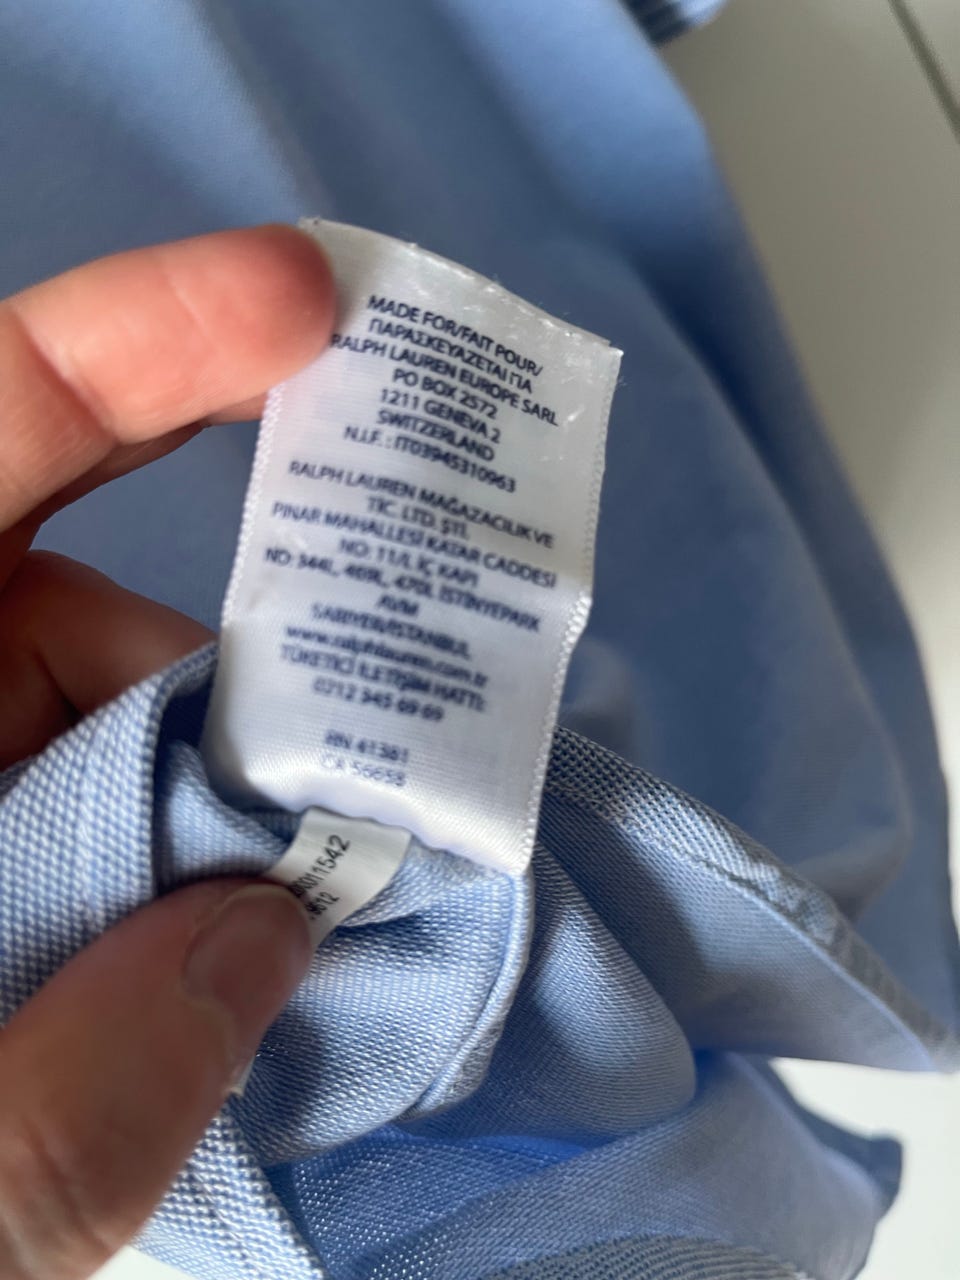 MADE FOR/FAIT POUR/
ΠΑΡΑΣΚΕΥΑΖΕΤΑΙ ΓΙΑ
RALPH LAUREN EUROPE SARL
PO BOX 2572
1211 GENEVA 2
SWITZERLAND
N.I.F. : IT03945310963
RALPH LAUREN MAĞAZACILIK VE
TİC. LTD. ŞTİ.
PINAR MAHALLESİ KATAR CADDESİ
NO: 11/L İÇ KAPI
NO 344L, 469L, 470L İSTİNYEPARK
AVM
SARIYER/İSTANBUL
www.ralphlauren.com.tr
TÜKETİCİ İLETİŞİM HATTI:
0212 345 69 69
RN 41381
CA 56658